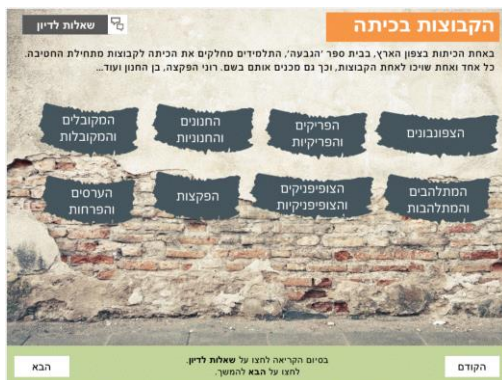 הקבוצות בכיתה
שאלות לדיון
באחת הכיתות בצפון הארץ, בבית ספר 'הגבעה', התלמידים מחלקים את הכיתה לקבוצות מתחילת החטיבה.
כל אחד ואחת שויכו לאחת הקבוצות, וכך גם מכנים אותם בשם. רוני הפקצה, בן החנון ועוד...
הצפונבונים
הפריקים
והפריקיות
החנונים
והחנוניות
המקובלים
והמקובלות
המתלהבים
והמתלהבות
הצופיפניקים
והצופיפניקיות
הפקצות
הערסים
והפרחות
הקודם
בסיום הקריאה לחצו על שאלות לדיון.
לחצו על הבא להמשך.
הבא